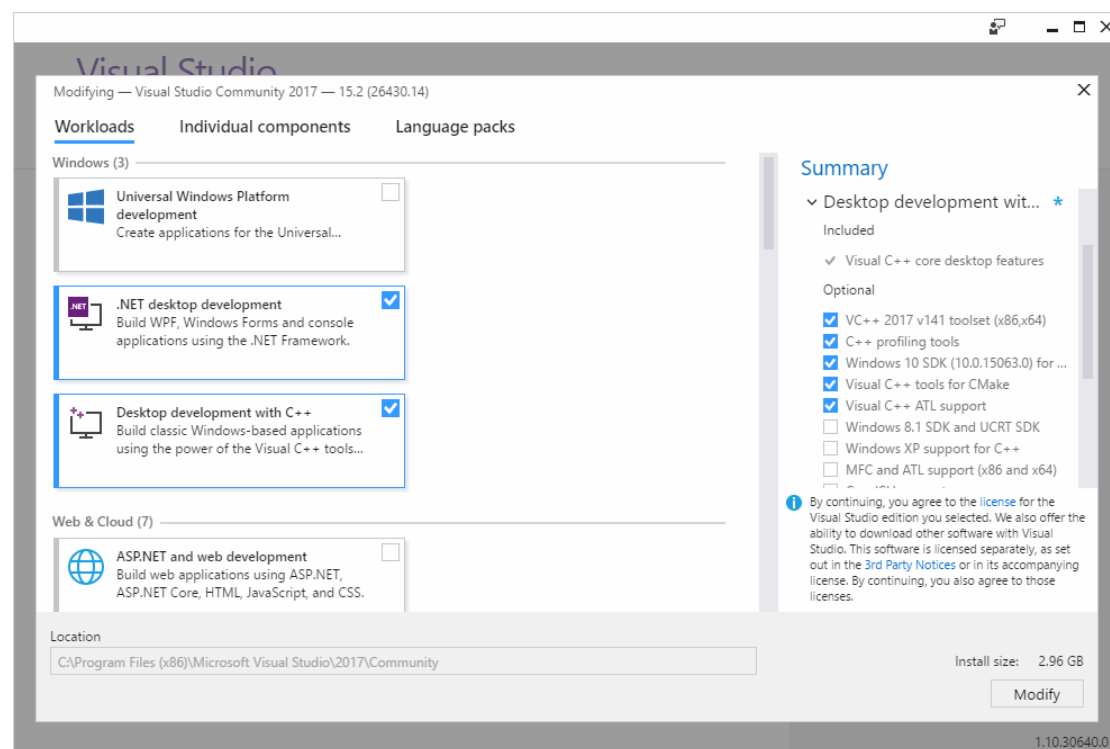 Visual Studio
Modifying — Visual Studio Community 2017 — 15.2 (26430.14)
Workloads
Individual components
Language packs
Windows (3)
Universal Windows Platform
development
Create applications for the Universal...
.NET
.NET desktop development
Build WPF, Windows Forms and console
applications using the .NET Framework.
Desktop development with C++
Build classic Windows-based applications
using the power of the Visual C++ tools...
Web & Cloud (7)
ASP.NET and web development
Build web applications using ASP.NET,
ASP.NET Core, HTML, JavaScript, and CSS.
Summary
Desktop development wit... *
Included
Visual C++ core desktop features
Optional
VC++ 2017 v141 toolset (x86,x64)
C++ profiling tools
Windows 10 SDK (10.0.15063.0) for ...
Visual C++ tools for CMake
Visual C++ ATL support
Windows 8.1 SDK and UCRT SDK
Windows XP support for C++
MFC and ATL support (x86 and x64)
By continuing, you agree to the license for the
Visual Studio edition you selected. We also offer the
ability to download other software with Visual
Studio. This software is licensed separately, as set
out in the 3rd Party Notices or in its accompanying
license. By continuing, you also agree to those
licenses.
Location
C:\Program Files (x86)\Microsoft Visual Studio\2017\Community
Install size: 2.96 GB
Modify
1.10.30640.0